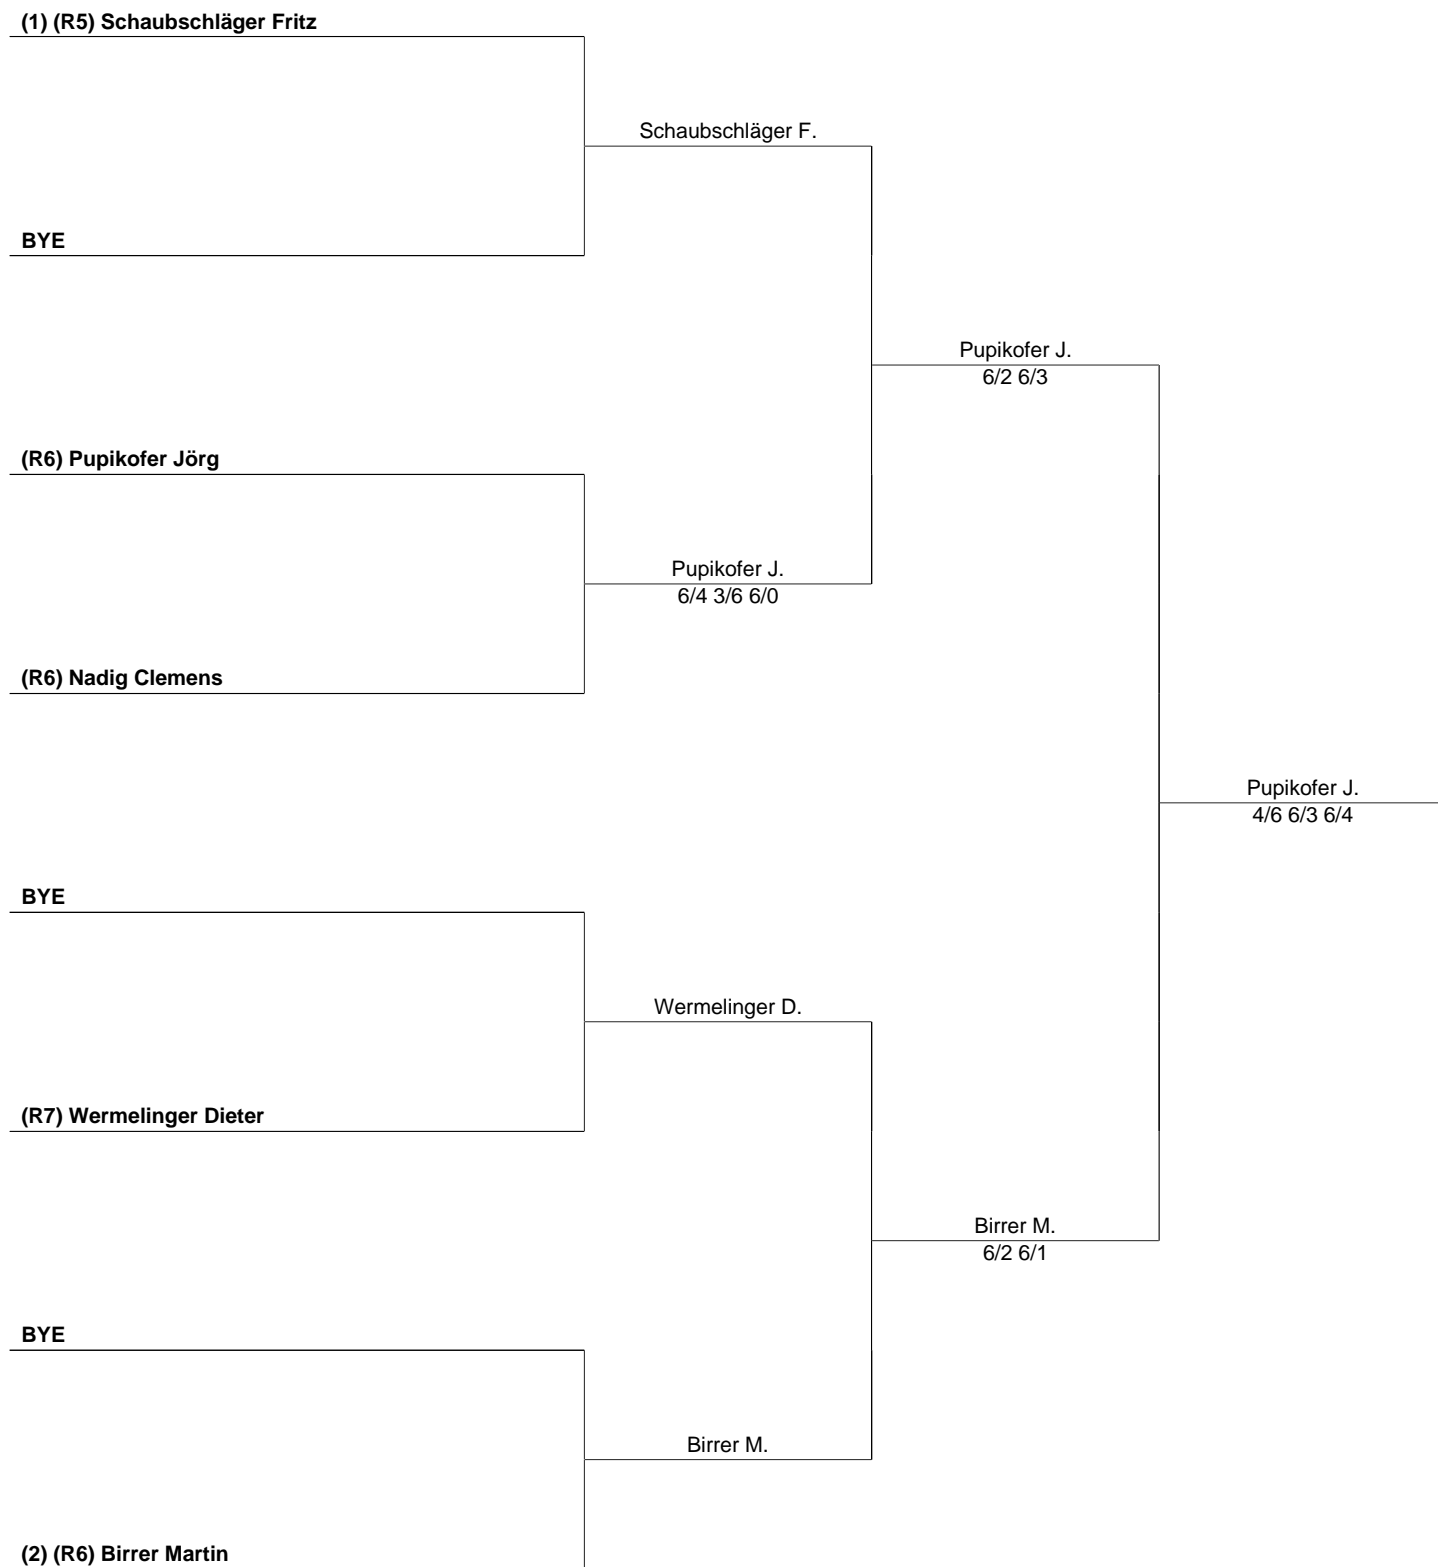 (1) (R5) Schaubschläger Fritz
Schaubschläger F.
BYE
Pupikofer J.
6/2 6/3
(R6) Pupikofer Jörg
Pupikofer J.
6/4 3/6 6/0
(R6) Nadig Clemens
Pupikofer J.
4/6 6/3 6/4
BYE
Wermelinger D.
(R7) Wermelinger Dieter
Birrer M.
6/2 6/1
BYE
Birrer M.
(2) (R6) Birrer Martin